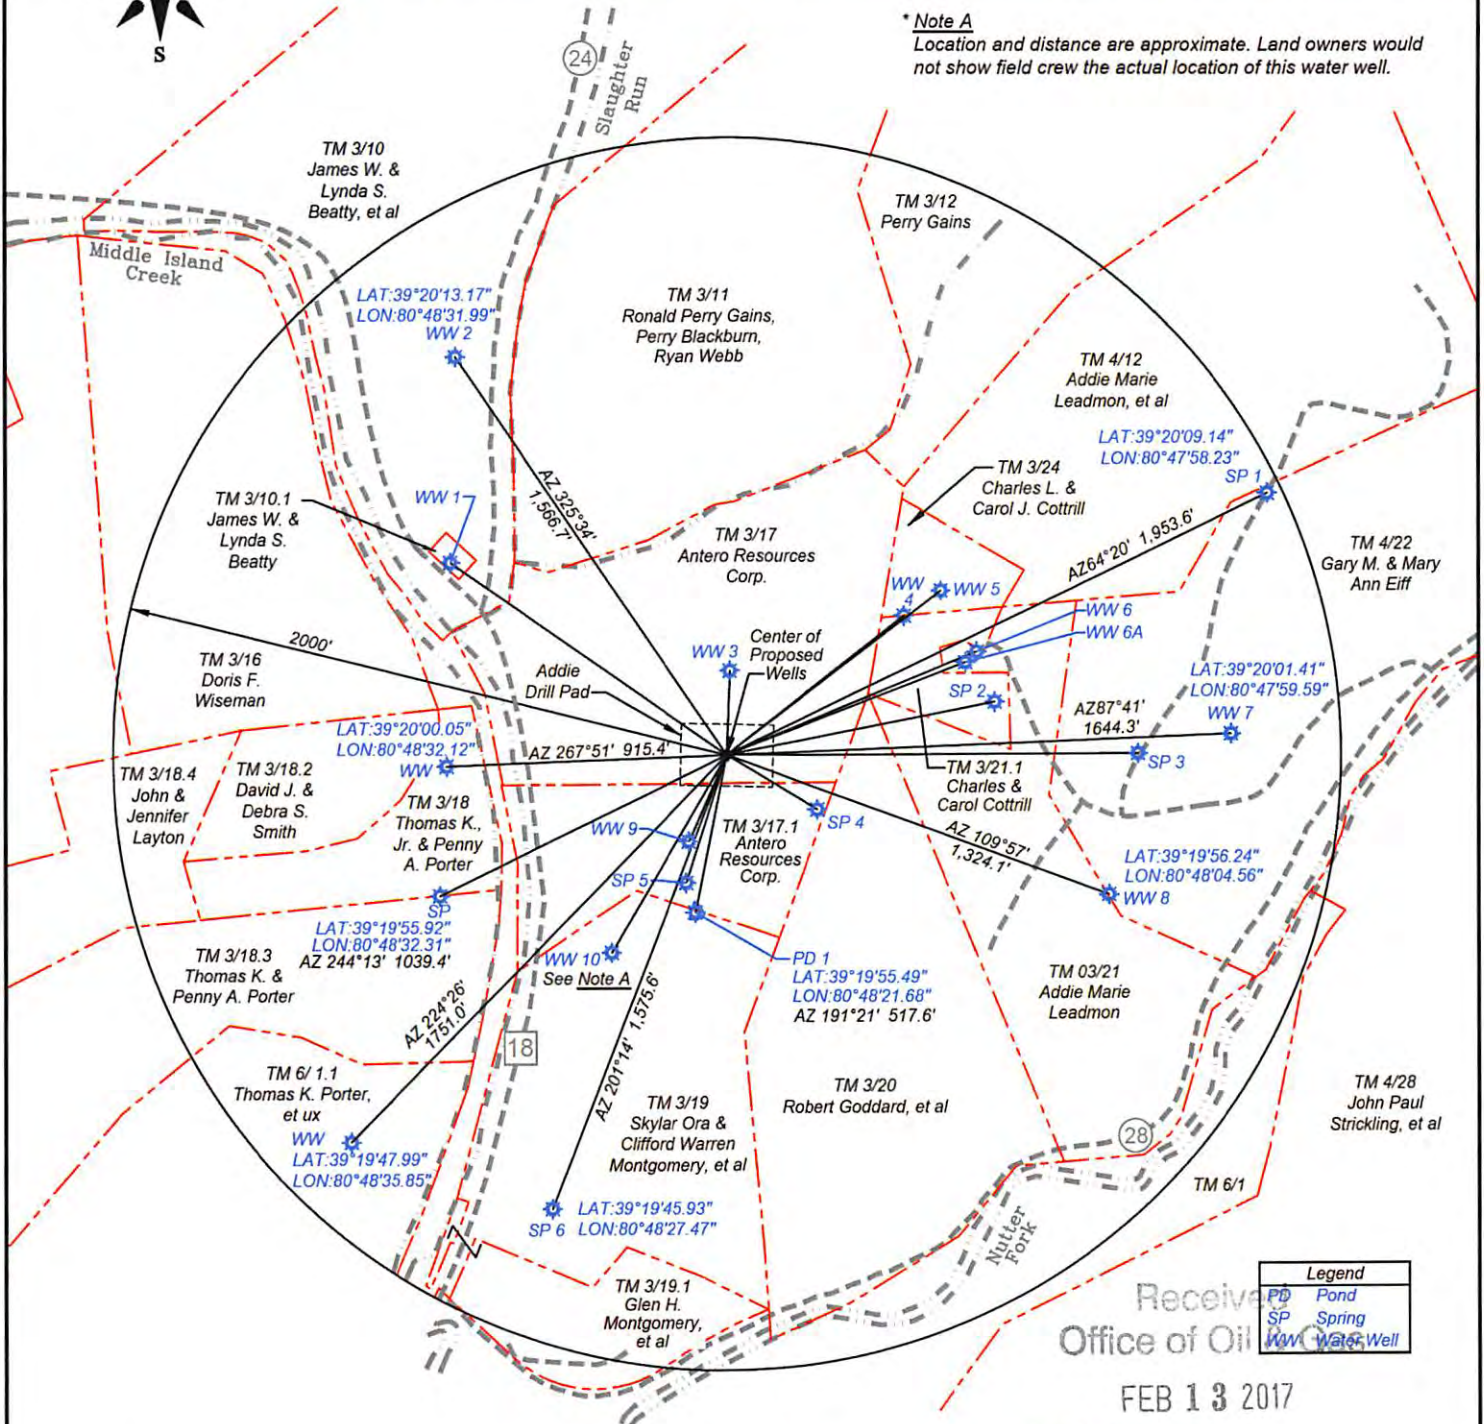 S
* Note A
Location and distance are approximate. Land owners would
not show field crew the actual location of this water well.
24
Slaughter
Run
TM 3/10
James W. &
Lynda S.
Beatty, et al
TM 3/12
Perry Gains
Middle Island
Creek
LAT:39°20'13.17"
LON:80°48'31.99"
WW 2
TM 3/11
Ronald Perry Gains,
Perry Blackburn,
Ryan Webb
TM 4/12
Addie Marie
Leadmon, et al
LAT:39°20'09.14"
LON:80°47'58.23"
SP 1
TM 3/24
Charles L. &
Carol J. Cottrill
AZ 325°34'
1,566.7'
TM 3/10.1
James W. &
Lynda S.
Beatty
WW 1
TM 3/17
Antero Resources
Corp.
AZ64°20' 1,953.6'
TM 4/22
Gary M. & Mary
Ann Eiff
WW
4
WW 5
WW 6
WW 6A
2000'
WW 3
Center of
Proposed
Wells
TM 3/16
Doris F.
Wiseman
Addie
Drill Pad
SP 2
LAT:39°20'01.41"
LON:80°47'59.59"
WW 7
AZ87°41'
1644.3'
LAT:39°20'00.05"
LON:80°48'32.12"
WW
AZ 267°51' 915.4'
SP 3
TM 3/18.4
John &
Jennifer
Layton
TM 3/18.2
David J. &
Debra S.
Smith
TM 3/18
Thomas K.,
Jr. & Penny
A. Porter
TM 3/21.1
Charles &
Carol Cottrill
WW 9
TM 3/17.1
Antero
Resources
Corp.
SP 4
AZ 109°57'
1,324.1'
LAT:39°19'56.24"
LON:80°48'04.56"
WW 8
SP 5
SP
LAT:39°19'55.92"
LON:80°48'32.31"
AZ 244°13' 1039.4'
TM 3/18.3
Thomas K. &
Penny A. Porter
WW 10
See Note A
PD 1
LAT:39°19'55.49"
LON:80°48'21.68"
AZ 191°21' 517.6'
TM 03/21
Addie Marie
Leadmon
AZ 224°26'
1751.0'
AZ 201°14' 1,575.6'
18
TM 6/ 1.1
Thomas K. Porter,
et ux
WW
LAT:39°19'47.99"
LON:80°48'35.85"
TM 3/19
Skylar Ora &
Clifford Warren
Montgomery, et al
TM 3/20
Robert Goddard, et al
TM 4/28
John Paul
Strickling, et al
28
TM 6/1
SP 6
LAT:39°19'45.93"
LON:80°48'27.47"
Nutter
Fork
TM 3/19.1
Glen H.
Montgomery,
et al
Legend
PD Pond
SP Spring
WW Water Well
Received
Office of Oil & Gas
FEB 13 2017